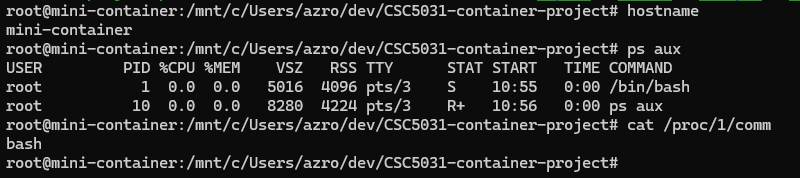 root@mini-container:/mnt/c/Users/azro/dev/CSC5031-container-project# hostname
mini-container
root@mini-container:/mnt/c/Users/azro/dev/CSC5031-container-project# ps aux
USER         PID %CPU %MEM    VSZ   RSS TTY      STAT START   TIME COMMAND
root           1  0.0  0.0   5016  4096 pts/3    S    10:55   0:00 /bin/bash
root          10  0.0  0.0   8280  4224 pts/3    R+   10:56   0:00 ps aux
root@mini-container:/mnt/c/Users/azro/dev/CSC5031-container-project# cat /proc/1/comm
bash
root@mini-container:/mnt/c/Users/azro/dev/CSC5031-container-project#